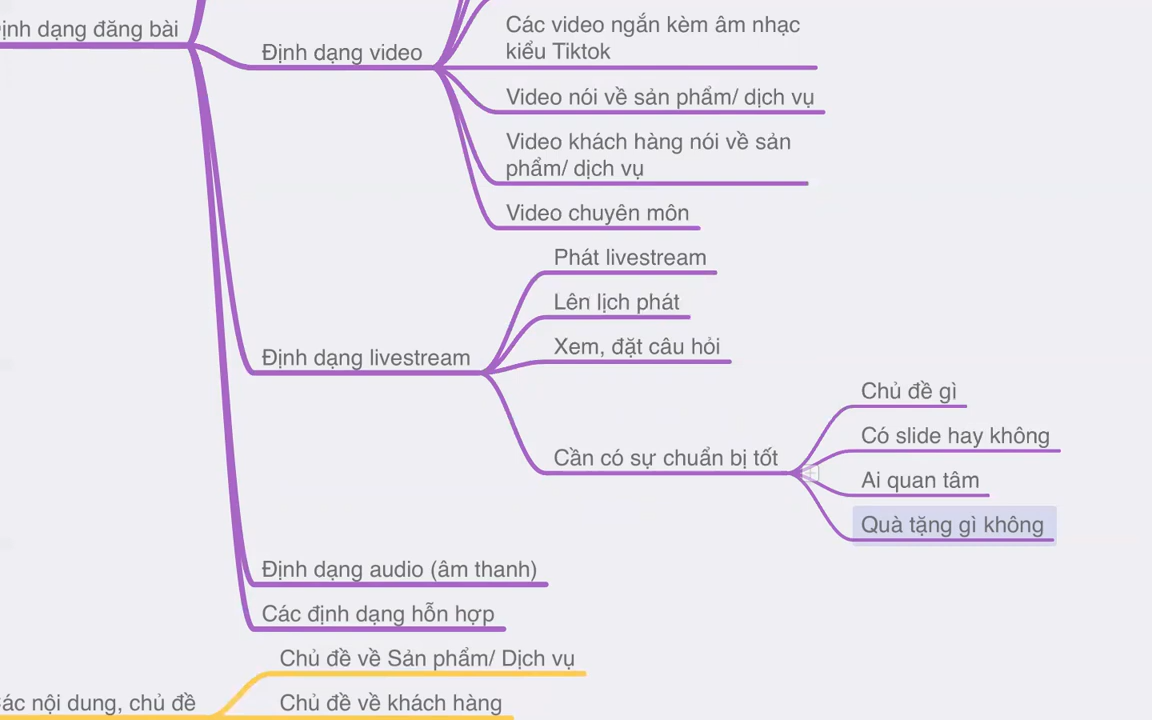 dạng đăng bài
Định dạng video
Các video ngắn kèm âm nhạc
kiểu Tiktok
Video nói về sản phẩm/ dịch vụ
Video khách hàng nói về sản
phẩm/ dịch vụ
Video chuyên môn
Định dạng livestream
Phát livestream
Lên lịch phát
Xem, đặt câu hỏi
Cần có sự chuẩn bị tốt
Chủ đề gì
Có slide hay không
Ai quan tâm
Quà tặng gì không
Định dạng audio (âm thanh)
Các định dạng hỗn hợp
nội dung, chủ đề
Chủ đề về Sản phẩm/ Dịch vụ
Chủ đề về khách hàng